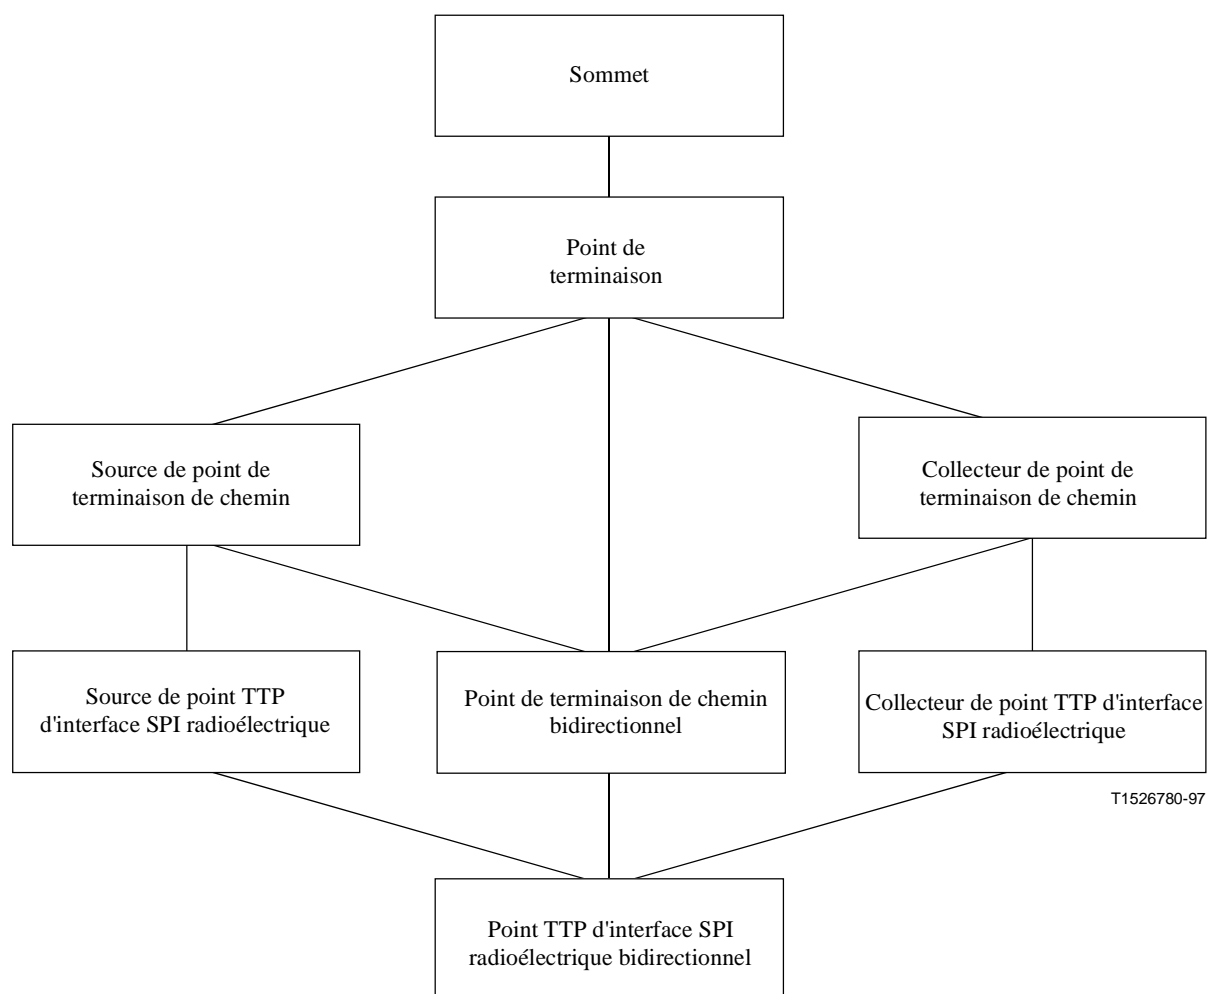 Sommet
Point de
terminaison
Source de point de
terminaison de chemin
Collecteur de point de
terminaison de chemin
Source de point TTP
d'interface SPI radioélectrique
Point de terminaison de chemin
bidirectionnel
Collecteur de point TTP d'interface
SPI radioélectrique
T1526780-97
Point TTP d'interface SPI
radioélectrique bidirectionnel